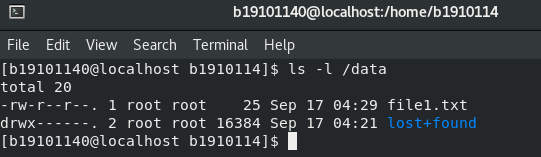 b19101140@localhost:/home/b1910114
File Edit View Search Terminal Help
[b19101140@localhost b1910114]$ ls -l /data
total 20
-rw-r--r--. 1 root root    25 Sep 17 04:29 file1.txt
drwx------. 2 root root 16384 Sep 17 04:21 lost+found
[b19101140@localhost b1910114]$